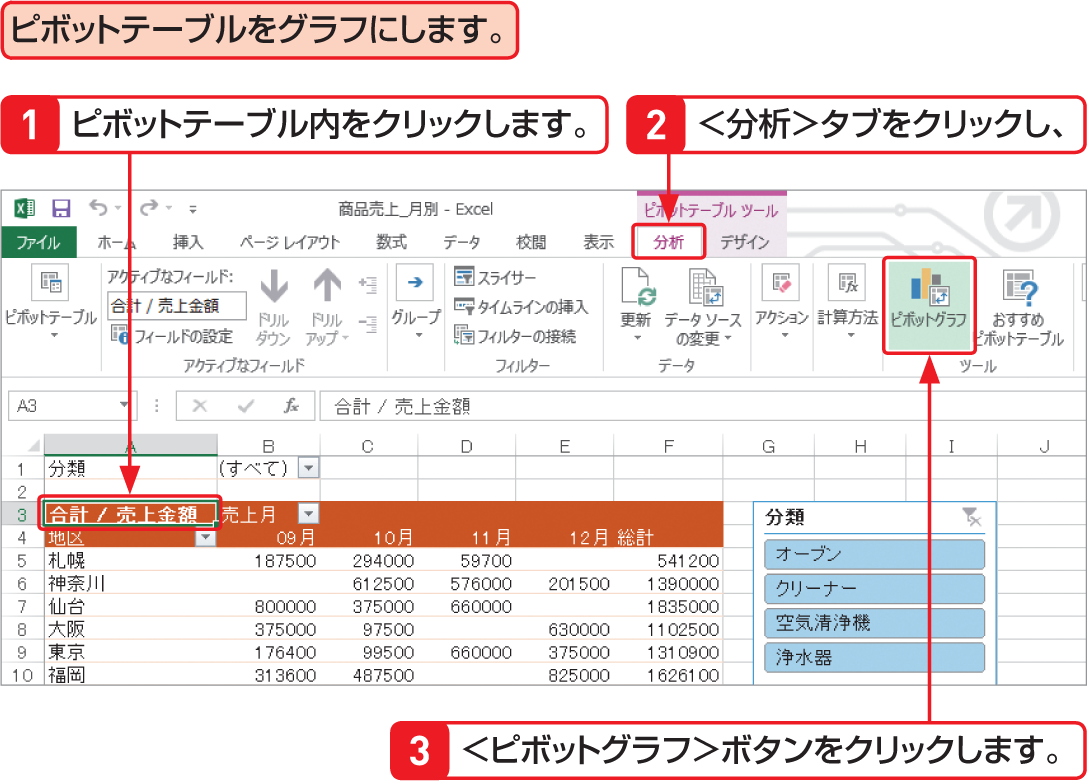 ピボットテーブルをグラフにします。
1 ピボットテーブル内をクリックします。
2 <分析>タブをクリックし、
商品売上_月別 - Excel
ピボットテーブル ツール
ファイル ホーム 挿入 ページ レイアウト 数式 データ 校閲 表示 分析 デザイン
ピボットテーブル
アクティブなフィールド:
合計 / 売上金額
フィールドの設定
ドリル
ダウン
ドリル
アップ
アクティブなフィールド
グループ
スライサー
タイムラインの挿入
フィルターの接続
フィルター
更新
データ ソース
の変更
データ
アクション
計算方法
ピボットグラフ
おすすめ
ピボットテーブル
ツール
A3 fx 合計 / 売上金額
A B C D E F G H I J
1 分類 (すべて)
2
3 合計 / 売上金額 売上月
4 地区 09月 10月 11月 12月 総計
5 札幌 187500 294000 59700 541200
6 神奈川 612500 576000 201500 1390000
7 仙台 800000 375000 660000 1835000
8 大阪 375000 97500 630000 1102500
9 東京 176400 99500 660000 375000 1310900
10 福岡 313600 487500 825000 1626100
分類
オーブン
クリーナー
空気清浄機
浄水器
3 <ピボットグラフ>ボタンをクリックします。